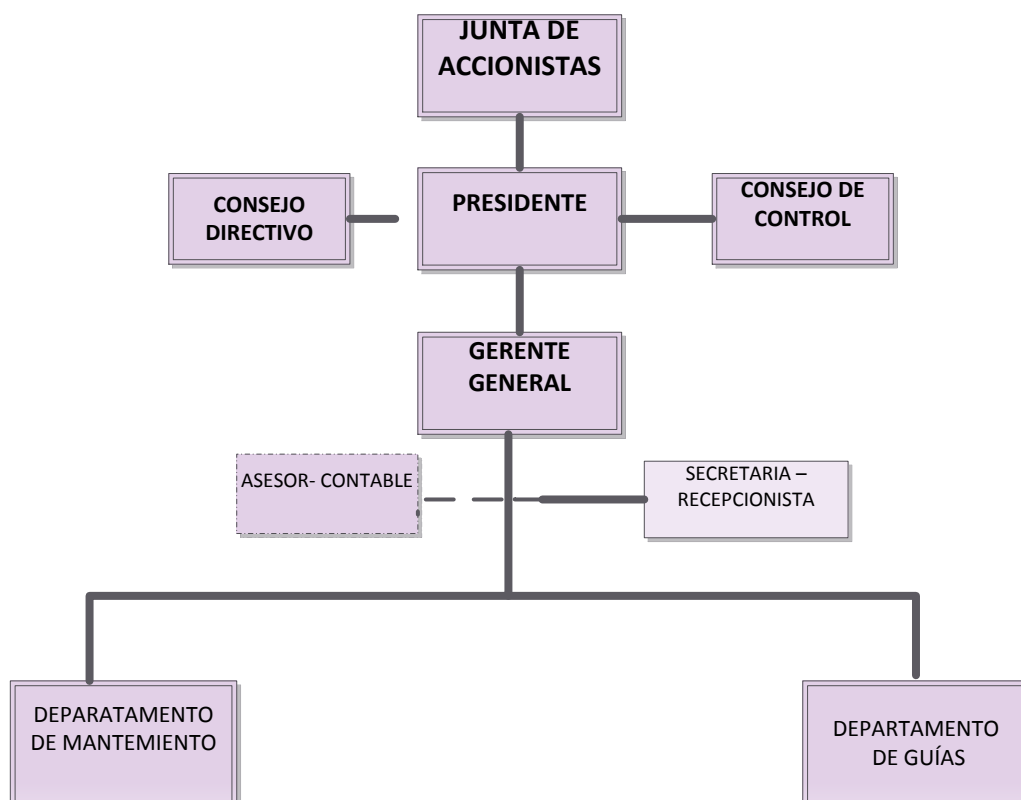 JUNTA DE
ACCIONISTAS
CONSEJO
DIRECTIVO
PRESIDENTE
CONSEJO DE
CONTROL
GERENTE
GENERAL
ASESOR- CONTABLE
SECRETARIA –
RECEPCIONISTA
DEPARATAMENTO
DE MANTEMIENTO
DEPARTAMENTO
DE GUÍAS